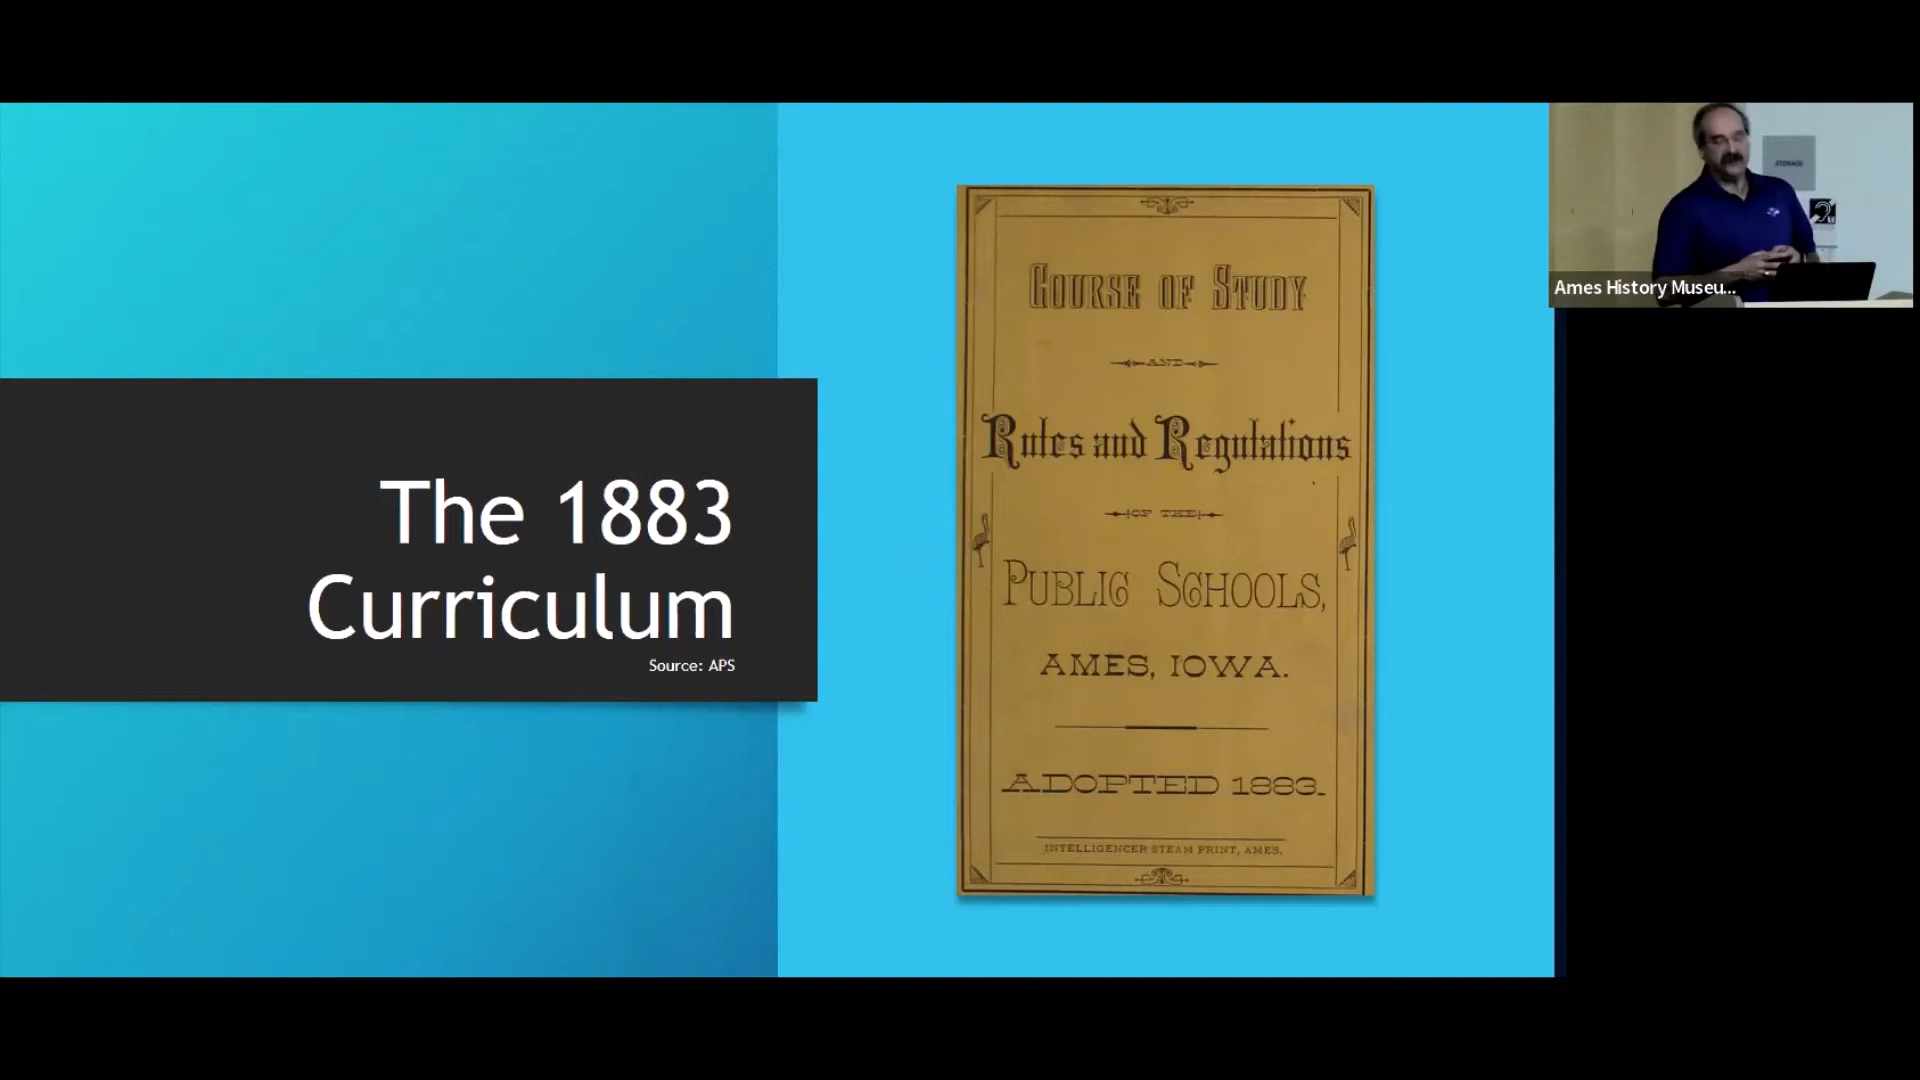 The 1883
Curriculum
Source: APS
COURSE OF STUDY
AND
Rules and Regulations
OF THE
PUBLIC SCHOOLS,
AMES, IOWA.
ADOPTED 1883.
INTELLIGENCER STEAM PRINT, AMES.
STORAGE
Ames History Museu...